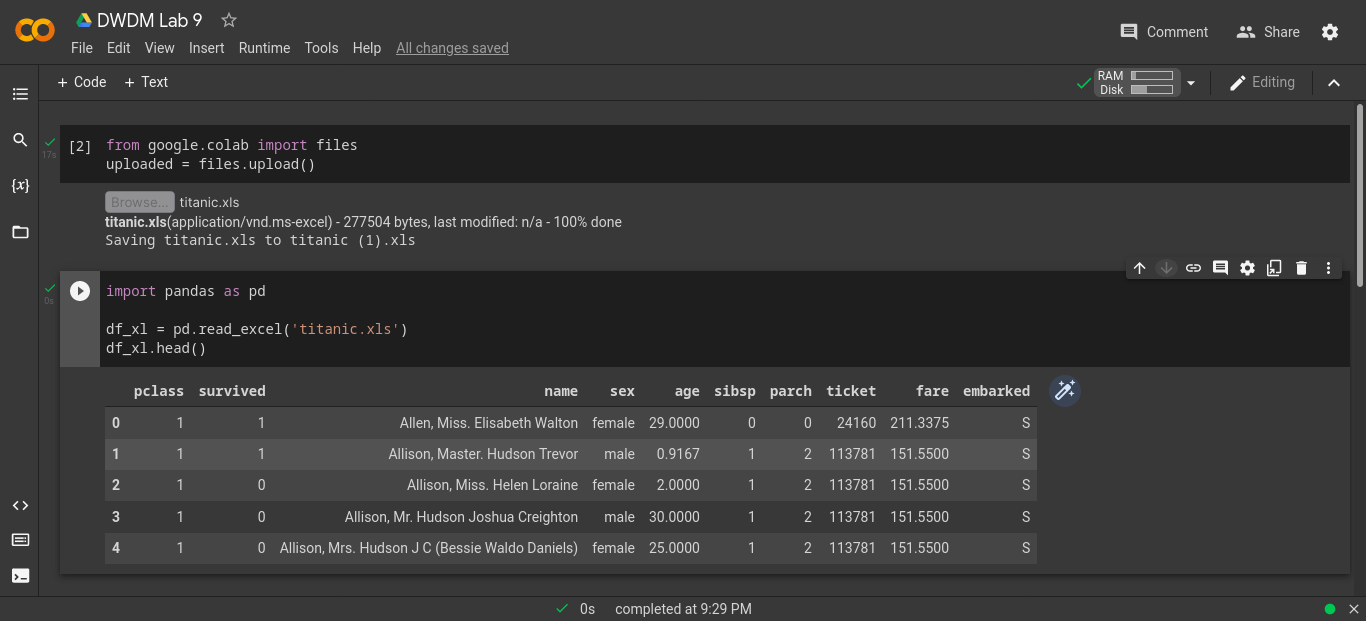 DWDM Lab 9
File Edit View Insert Runtime Tools Help All changes saved
Comment Share
+ Code + Text
RAM
Disk
Editing
{x}
17s
[2] from google.colab import files
uploaded = files.upload()
Browse... titanic.xls
titanic.xls(application/vnd.ms-excel) - 277504 bytes, last modified: n/a - 100% done
Saving titanic.xls to titanic (1).xls
0s
import pandas as pd
df_xl = pd.read_excel('titanic.xls')
df_xl.head()
pclass survived name sex age sibsp parch ticket fare embarked
0 1 1 Allen, Miss. Elisabeth Walton female 29.0000 0 0 24160 211.3375 S
1 1 1 Allison, Master. Hudson Trevor male 0.9167 1 2 113781 151.5500 S
2 1 0 Allison, Miss. Helen Loraine female 2.0000 1 2 113781 151.5500 S
3 1 0 Allison, Mr. Hudson Joshua Creighton male 30.0000 1 2 113781 151.5500 S
4 1 0 Allison, Mrs. Hudson J C (Bessie Waldo Daniels) female 25.0000 1 2 113781 151.5500 S
0s completed at 9:29 PM